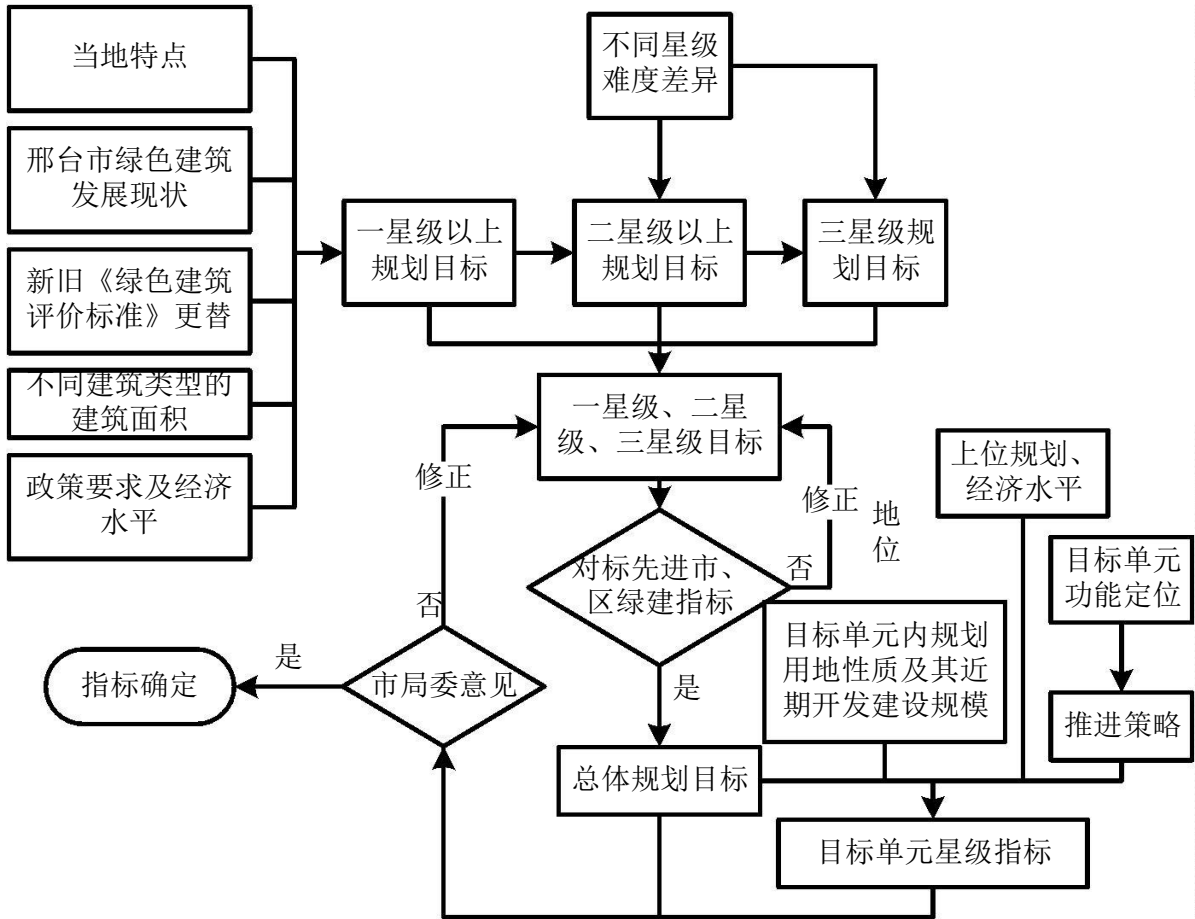 当地特点
邢台市绿色建筑
发展现状
新旧《绿色建筑
评价标准》更替
不同建筑类型的
建筑面积
政策要求及经济
水平
不同星级
难度差异
一星级以上
规划目标
二星级以上
规划目标
三星级规
划目标
一星级、二星
级、三星级目标
修正
修正
地
位
上位规划、
经济水平
对标先进市、
区绿建指标
否
否
目标单元
功能定位
目标单元内规划
用地性质及其近
期开发建设规模
是
指标确定
市局委意见
是
推进策略
总体规划目标
目标单元星级指标